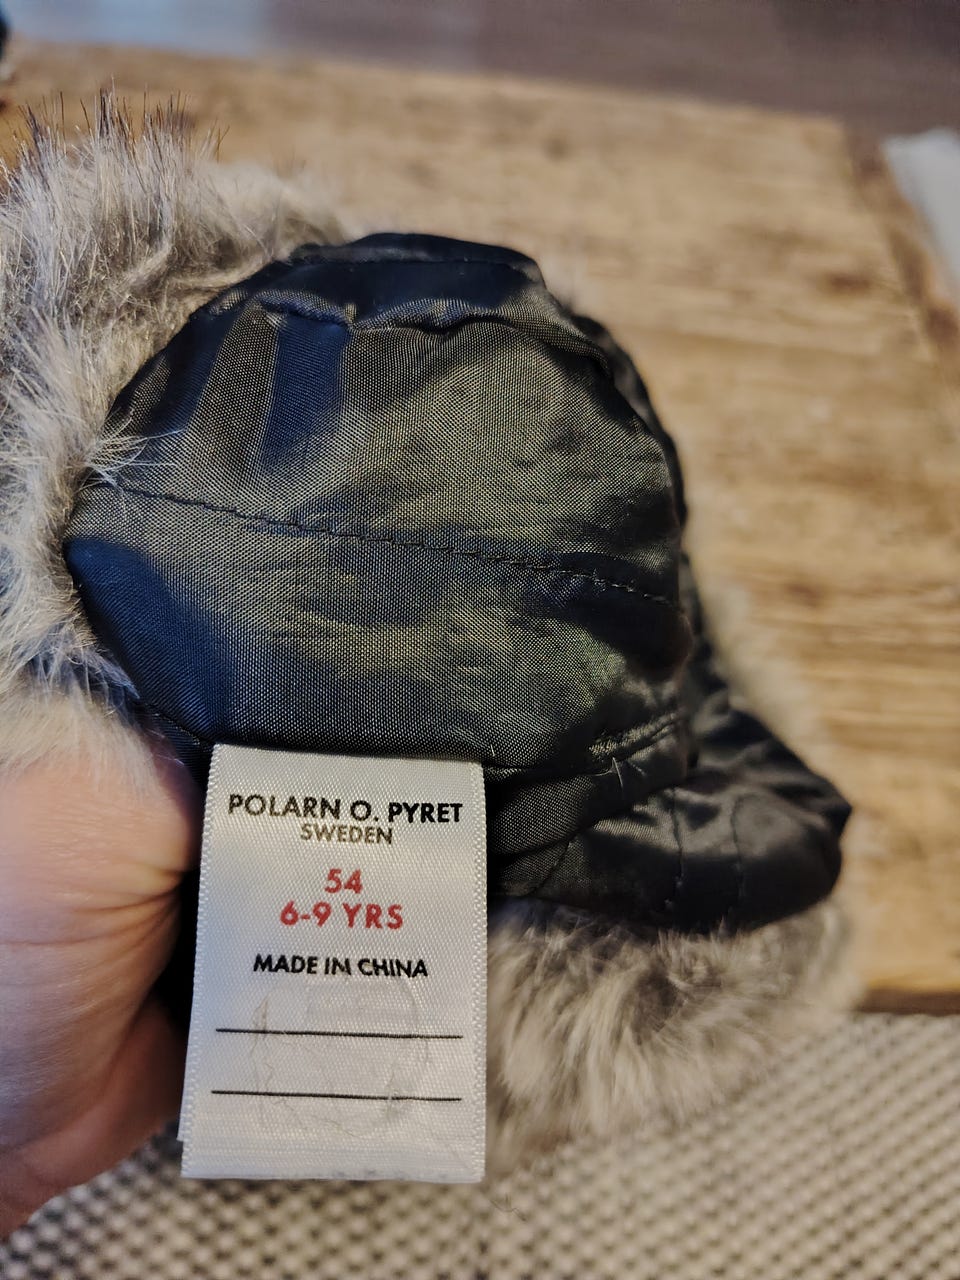 POLARN O. PYRET
SWEDEN
54
6-9 YRS
MADE IN CHINA